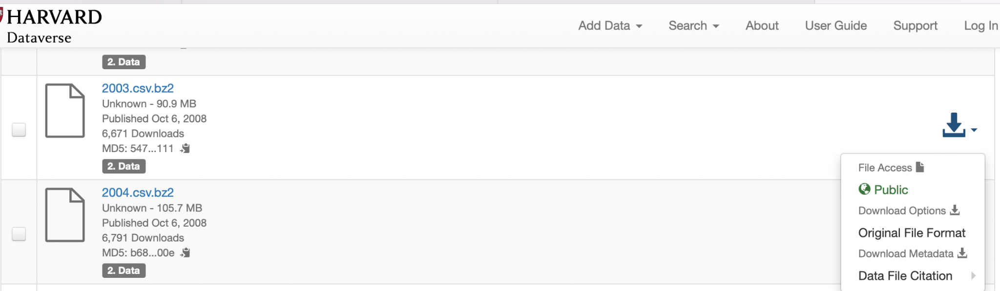 HARVARD
Dataverse
Add Data
Search
About
User Guide
Support
Log In
2. Data
2003.csv.bz2
Unknown - 90.9 MB
Published Oct 6, 2008
6,671 Downloads
MD5: 547...111
2. Data
File Access
Public
Download Options
Original File Format
Download Metadata
Data File Citation
2004.csv.bz2
Unknown - 105.7 MB
Published Oct 6, 2008
6,791 Downloads
MD5: b68...00e
2. Data